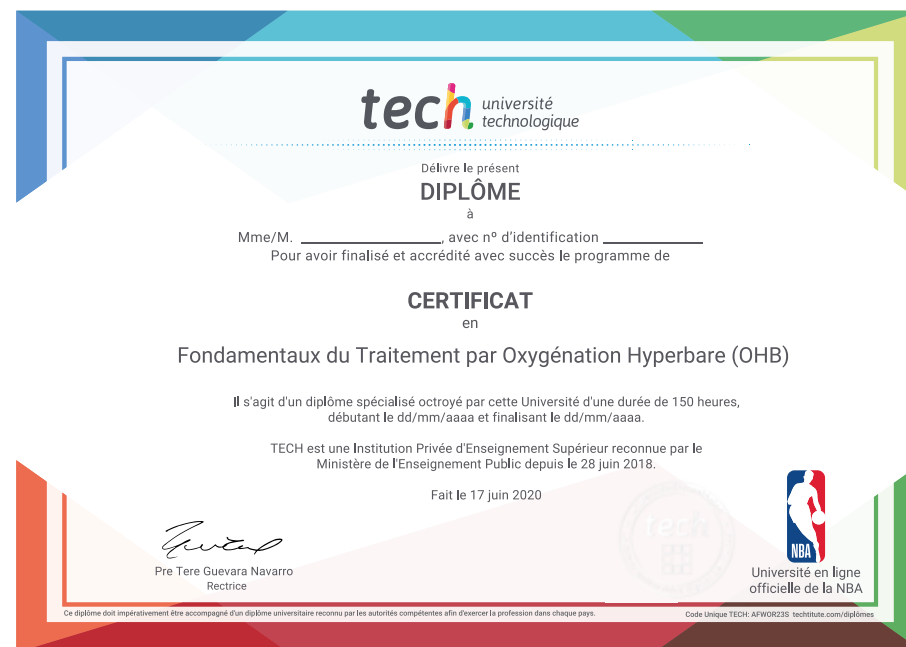 tech université
technologique
Délivre le présent
DIPLÔME
à
Mme/M. ____________________, avec nº d'identification ______________
Pour avoir finalisé et accrédité avec succès le programme de
CERTIFICAT
en
Fondamentaux du Traitement par Oxygénation Hyperbare (OHB)
Il s'agit d'un diplôme spécialisé octroyé par cette Université d'une durée de 150 heures,
débutant le dd/mm/aaaa et finalisant le dd/mm/aaaa.
TECH est une Institution Privée d'Enseignement Supérieur reconnue par le
Ministère de l'Enseignement Public depuis le 28 juin 2018.
Fait le 17 juin 2020
tech
NBA
Pre Tere Guevara Navarro
Rectrice
Université en ligne
officielle de la NBA
Ce diplôme doit impérativement être accompagné d'un diplôme universitaire reconnu par les autorités compétentes afin d'exercer la profession dans chaque pays.
Code Unique TECH: AFWOR23S techtitute.com/diplômes